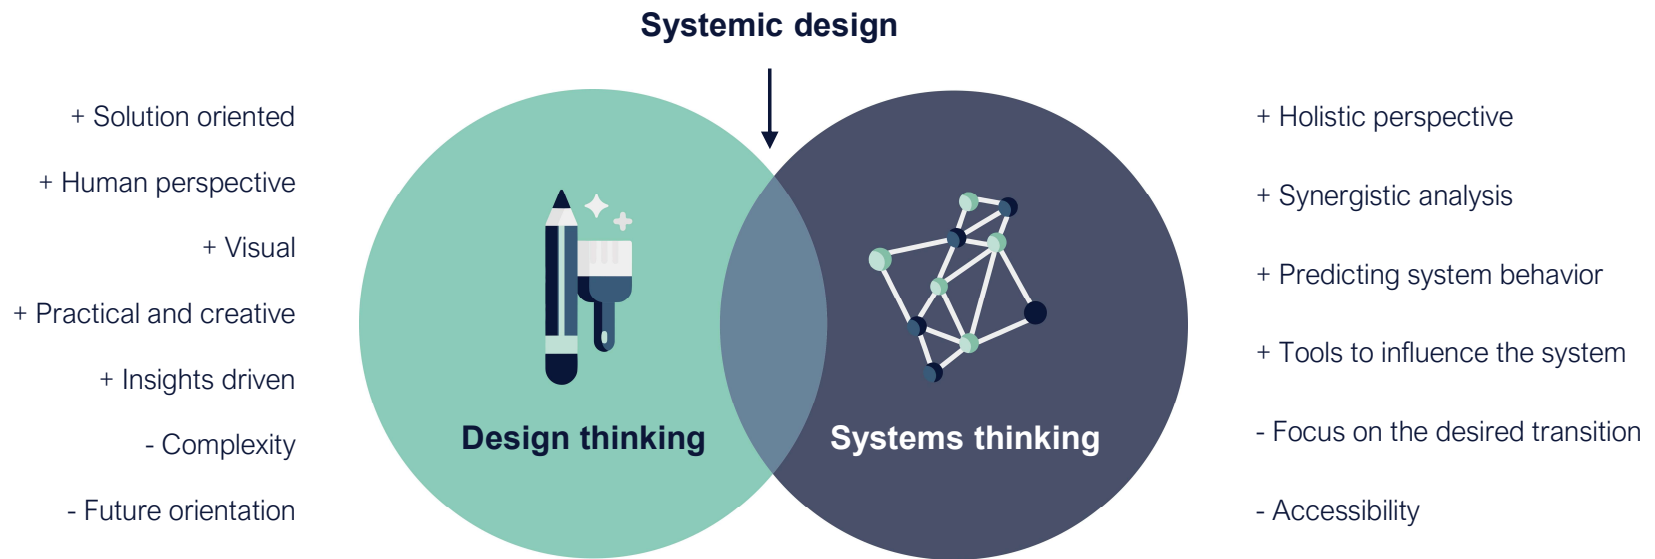 Systemic design
+ Solution oriented
+ Human perspective
+ Visual
+ Practical and creative
+ Insights driven
- Complexity
- Future orientation
Design thinking
Systems thinking
+ Holistic perspective
+ Synergistic analysis
+ Predicting system behavior
+ Tools to influence the system
- Focus on the desired transition
- Accessibility